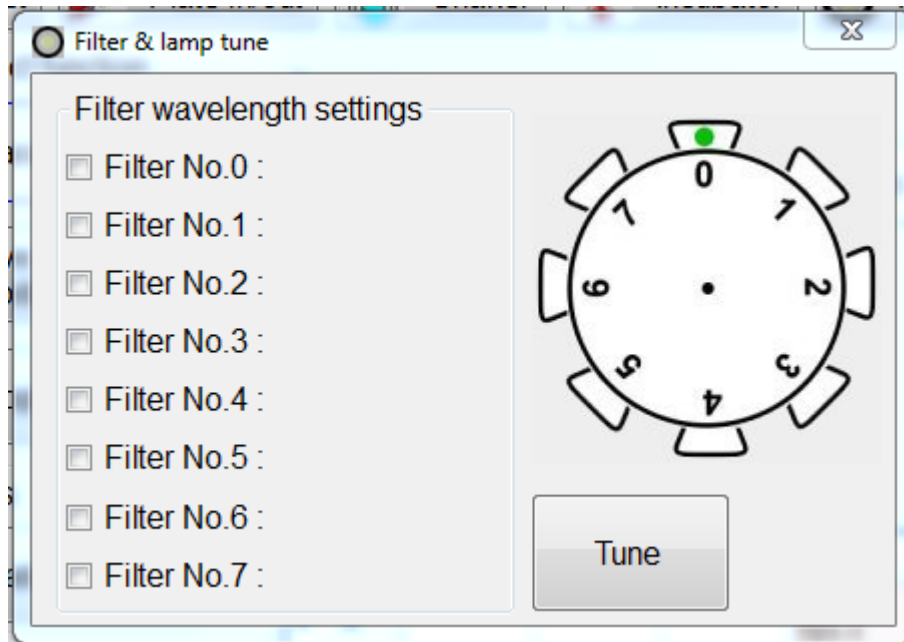 Filter & lamp tune
Filter wavelength settings
Filter No.0 :
Filter No.1 :
Filter No.2 :
Filter No.3 :
Filter No.4 :
Filter No.5 :
Filter No.6 :
Filter No.7 :
0
1
2
3
4
5
6
7
Tune